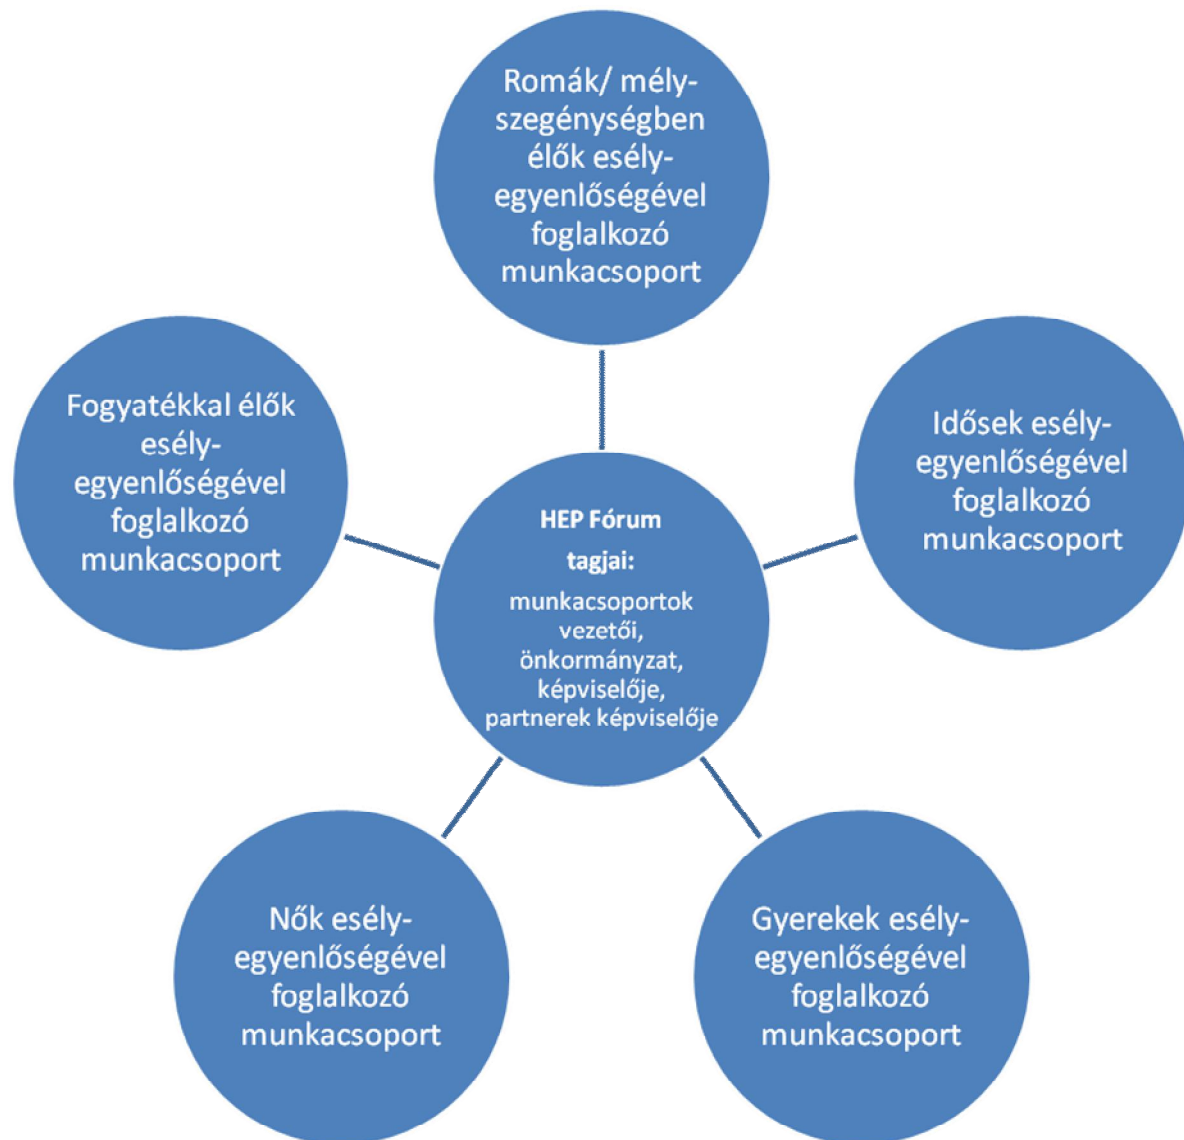 Romák/ mély-
szegénységben
élők esély-
egyenlőségével
foglalkozó
munkacsoport
Fogyatékkal élők
esély-
egyenlőségével
foglalkozó
munkacsoport
Idősek esély-
egyenlőségével
foglalkozó
munkacsoport
HEP Fórum
tagjai:
munkacsoportok
vezetői,
önkormányzat,
képviselője,
partnerek képviselője
Nők esély-
egyenlőségével
foglalkozó
munkacsoport
Gyerekek esély-
egyenlőségével
foglalkozó
munkacsoport